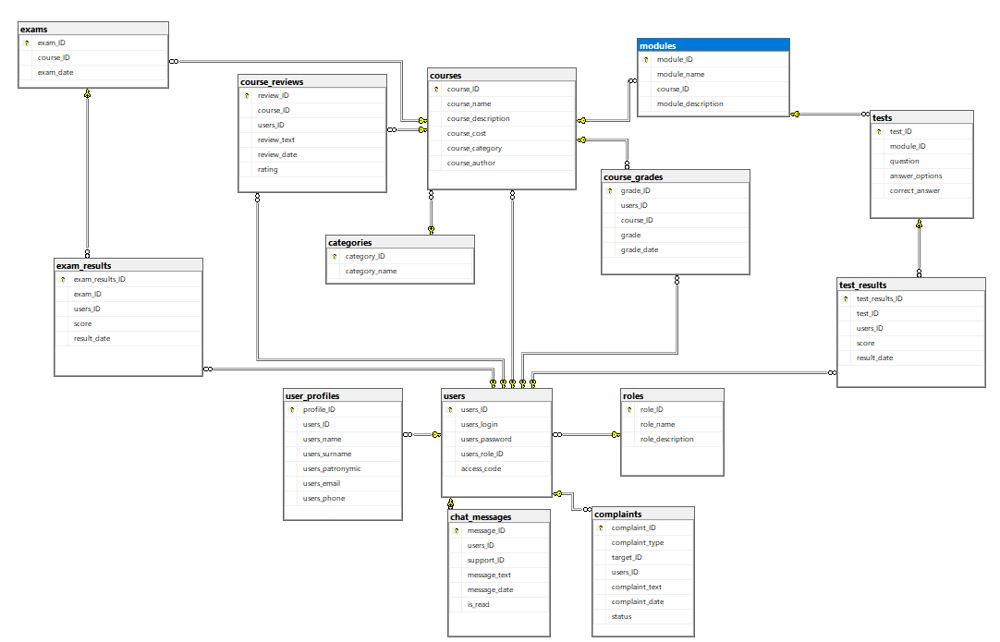 exams
exam_ID
course_ID
exam_date
course_reviews
review_ID
course_ID
users_ID
review_text
review_date
rating
courses
course_ID
course_name
course_description
course_cost
course_category
course_author
modules
module_ID
module_name
course_ID
module_description
tests
test_ID
module_ID
question
answer_options
correct_answer
course_grades
grade_ID
users_ID
course_ID
grade
grade_date
categories
category_ID
category_name
exam_results
exam_results_ID
exam_ID
users_ID
score
result_date
test_results
test_results_ID
test_ID
users_ID
score
result_date
user_profiles
profile_ID
users_ID
users_name
users_surname
users_patronymic
users_email
users_phone
users
users_ID
users_login
users_password
users_role_ID
access_code
roles
role_ID
role_name
role_description
chat_messages
message_ID
users_ID
support_ID
message_text
message_date
is_read
complaints
complaint_ID
complaint_type
target_ID
users_ID
complaint_text
complaint_date
status